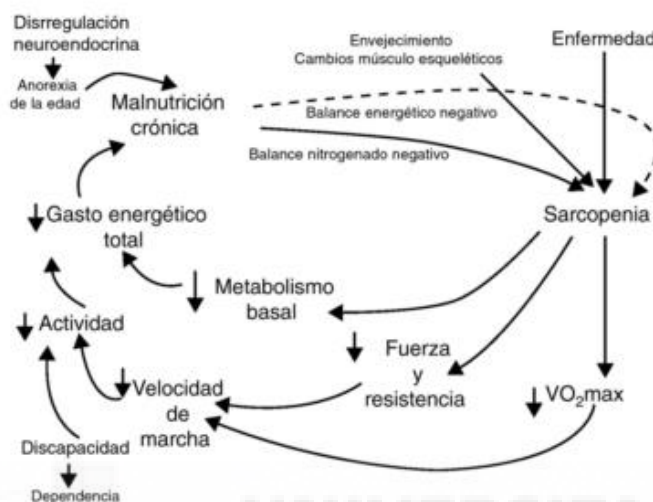 Disrregulación
neuroendocrina
Anorexia
de la edad
Malnutrición
crónica
Envejecimiento
Cambios músculo esqueléticos
Enfermedad
Balance energético negativo
Balance nitrogenado negativo
Sarcopenia
Gasto energético
total
Metabolismo
basal
Actividad
Fuerza
y
resistencia
Velocidad
de
marcha
VO₂max
Discapacidad
Dependencia